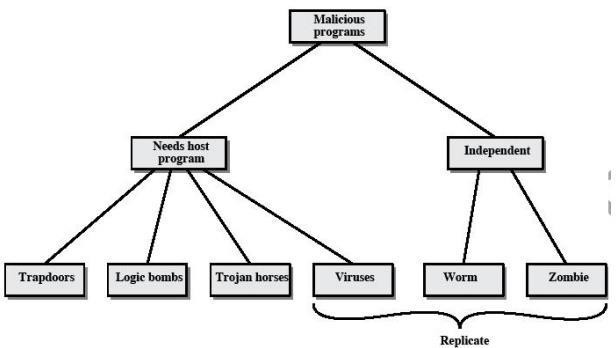 Malicious
programs
Needs host
program
Independent
Trapdoors
Logic bombs
Trojan horses
Viruses
Worm
Zombie
Replicate